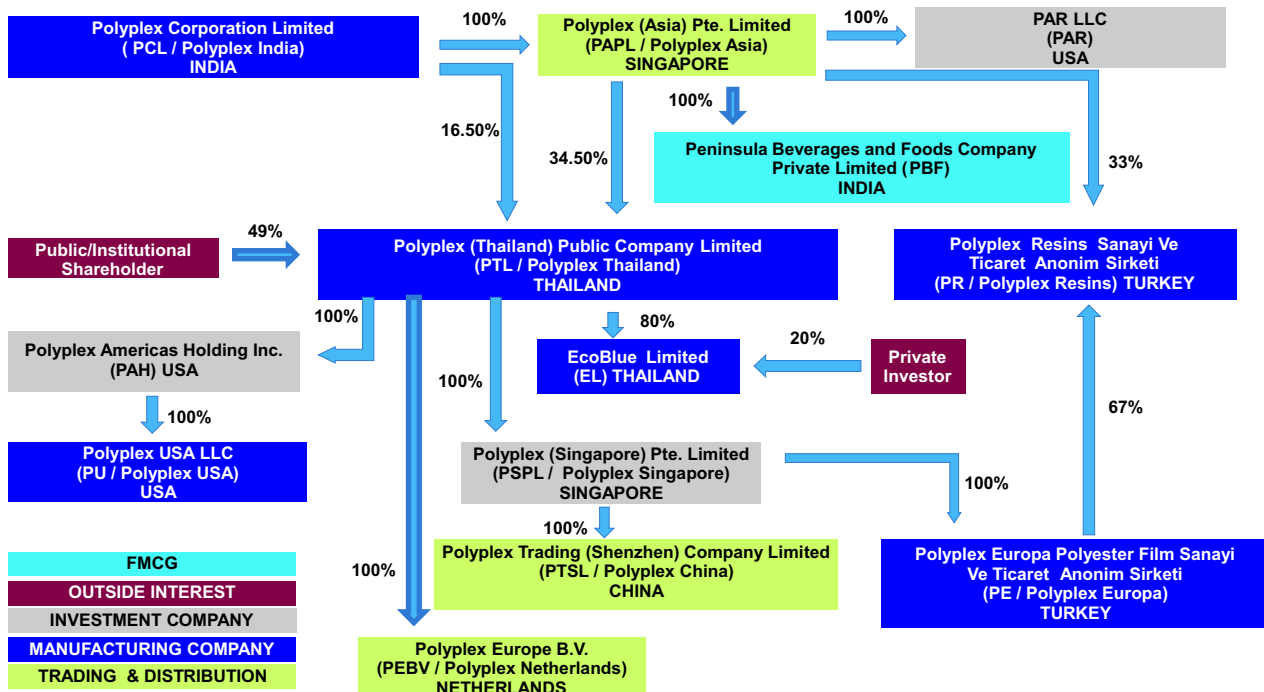 Polyplex Corporation Limited
( PCL / Polyplex India)
INDIA
100%
Polyplex (Asia) Pte. Limited
(PAPL / Polyplex Asia)
SINGAPORE
100%
PAR LLC
(PAR)
USA
16.50%
34.50%
100%
Peninsula Beverages and Foods Company
Private Limited (PBF)
INDIA
33%
Public/Institutional
Shareholder
49%
Polyplex (Thailand) Public Company Limited
(PTL / Polyplex Thailand)
THAILAND
Polyplex Resins Sanayi Ve
Ticaret Anonim Sirketi
(PR / Polyplex Resins) TURKEY
100%
80%
Polyplex Americas Holding Inc.
(PAH) USA
100%
EcoBlue Limited
(EL) THAILAND
20%
Private
Investor
67%
100%
Polyplex USA LLC
(PU / Polyplex USA)
USA
Polyplex (Singapore) Pte. Limited
(PSPL / Polyplex Singapore)
SINGAPORE
100%
100%
Polyplex Trading (Shenzhen) Company Limited
(PTSL / Polyplex China)
CHINA
Polyplex Europa Polyester Film Sanayi
Ve Ticaret Anonim Sirketi
(PE / Polyplex Europa)
TURKEY
100%
Polyplex Europe B.V.
(PEBV / Polyplex Netherlands)
NETHERLANDS
FMCG
OUTSIDE INTEREST
INVESTMENT COMPANY
MANUFACTURING COMPANY
TRADING & DISTRIBUTION